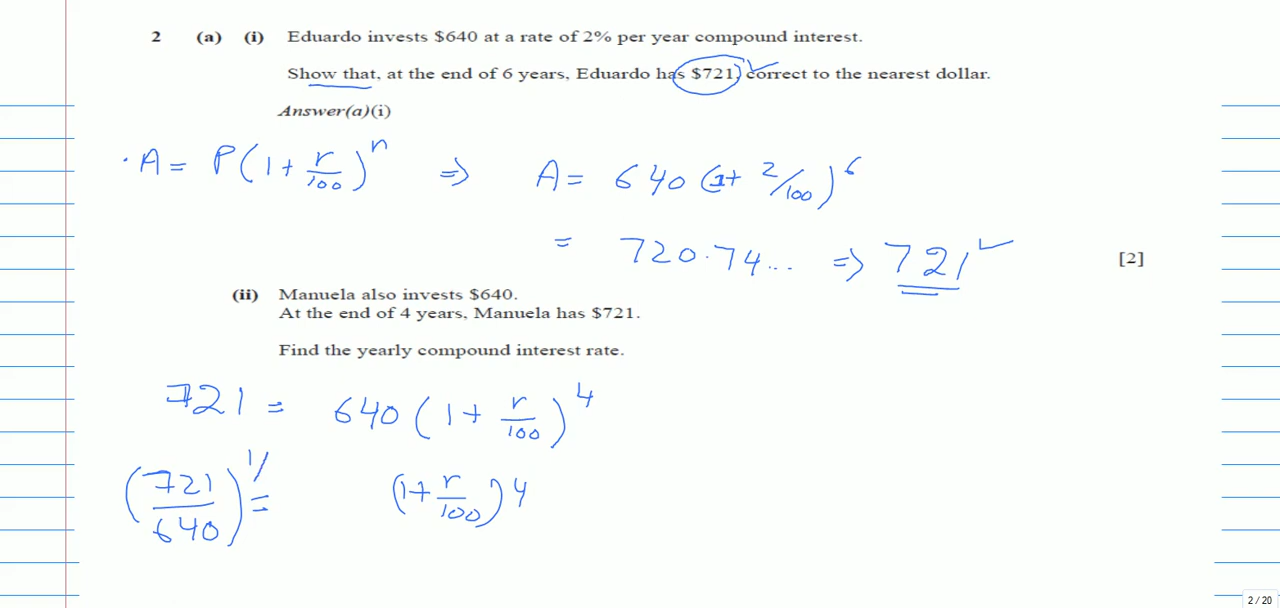 2 (a) (i) Eduardo invests $640 at a rate of 2% per year compound interest.
Show that, at the end of 6 years, Eduardo has $721, correct to the nearest dollar.
Answer(a)(i)
A = P(1 + r/100)^n ⇒ A = 640 (1 + 2/100)^6
= 720.74... ⇒ 721 ✓
[2]
(ii) Manuela also invests $640.
At the end of 4 years, Manuela has $721.
Find the yearly compound interest rate.
721 = 640 (1 + r/100)^4
(721/640)^1/ = (1 + r/100)^4
2 / 20